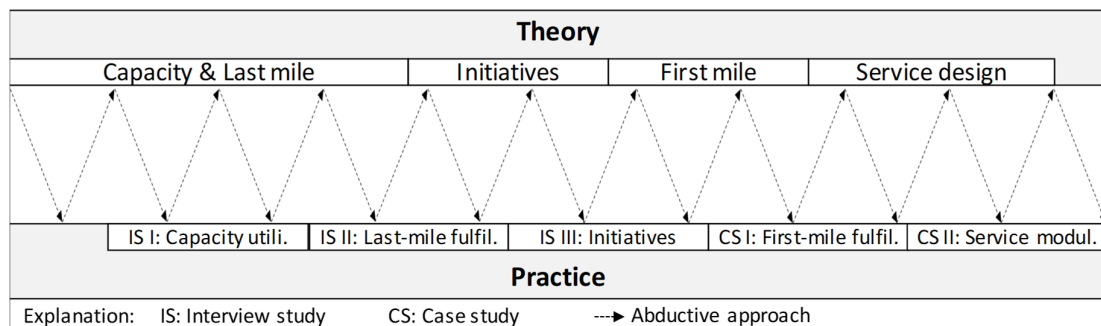 Theory
Capacity & Last mile Initiatives First mile Service design
IS I: Capacity utili. IS II: Last-mile fulfil. IS III: Initiatives CS I: First-mile fulfil. CS II: Service modul.
Practice
Explanation: IS: Interview study CS: Case study Abductive approach